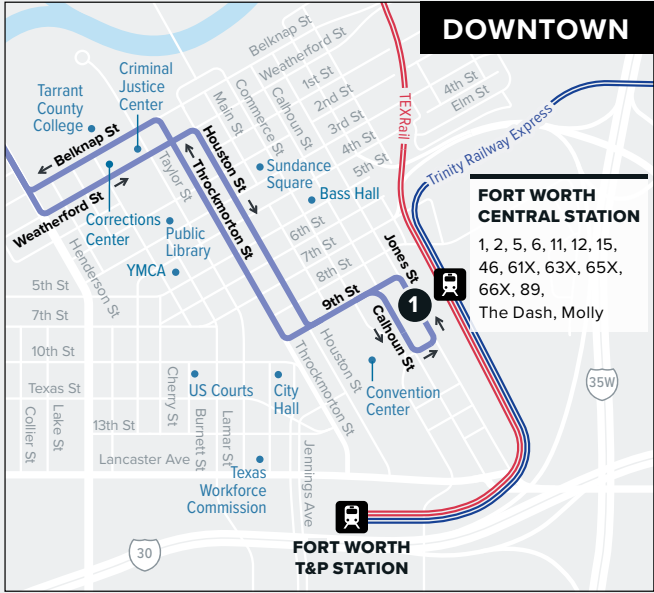 DOWNTOWN
Belknap St
Weatherford St
1st St
2nd St
3rd St
4th St
5th St
4th St
Elm St
Main St
Commerce St
Calhoun St
TEXRail
Trinity Railway Express
Criminal
Justice
Center
Tarrant
County
College
Belknap St
Houston St
Throckmorton St
Taylor St
Sundance
Square
Bass Hall
Weatherford St
Corrections
Center
Public
Library
YMCA
Henderson St
6th St
7th St
8th St
9th St
Jones St
Calhoun St
1
FORT WORTH
CENTRAL STATION
1, 2, 5, 6, 11, 12, 15,
46, 61X, 63X, 65X,
66X, 89,
The Dash, Molly
5th St
7th St
10th St
Texas St
13th St
Lancaster Ave
Collier St
Lake St
Cherry St
Burnett St
Lamar St
Jennings Ave
Houston St
Throckmorton St
US Courts
City
Hall
Convention
Center
Texas
Workforce
Commission
35W
30
FORT WORTH
T&P STATION